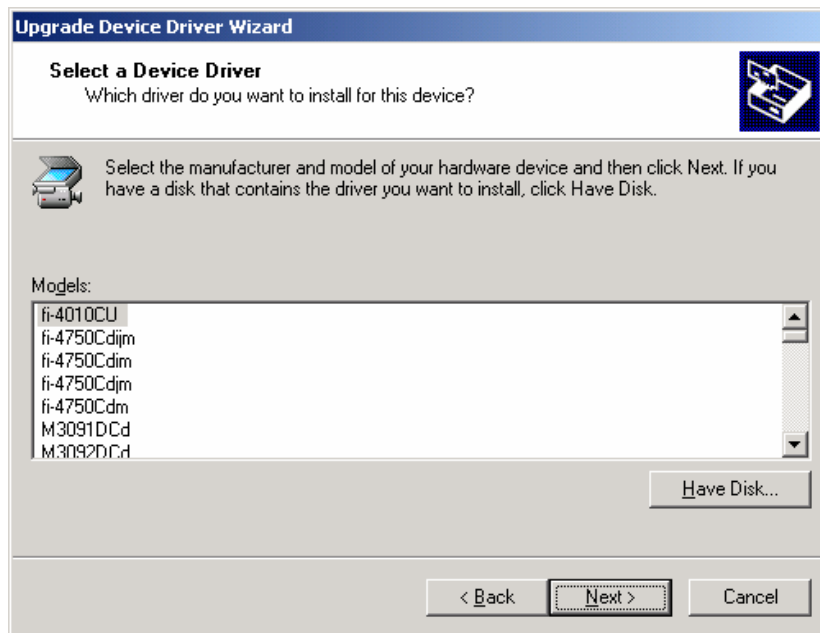 Upgrade Device Driver Wizard
Select a Device Driver
Which driver do you want to install for this device?
Select the manufacturer and model of your hardware device and then click Next. If you
have a disk that contains the driver you want to install, click Have Disk.
Models:
fi-4010CU
fi-4750Cdijm
fi-4750Cdim
fi-4750Cdjm
fi-4750Cdm
M3091DCd
M3092DCd
Have Disk...
< Back
Next >
Cancel